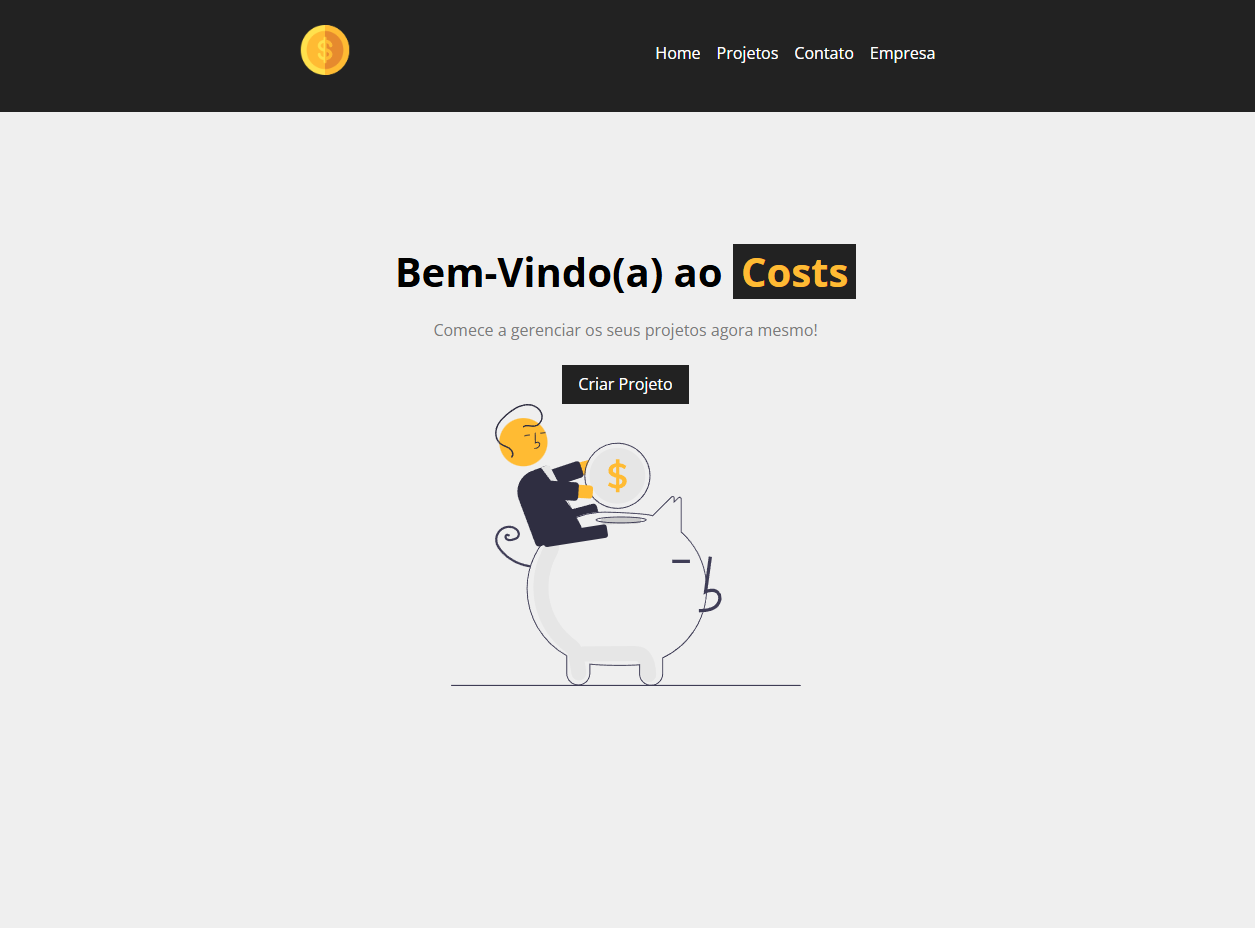 $
Home Projetos Contato Empresa
Bem-Vindo(a) ao Costs
Comece a gerenciar os seus projetos agora mesmo!
Criar Projeto
$